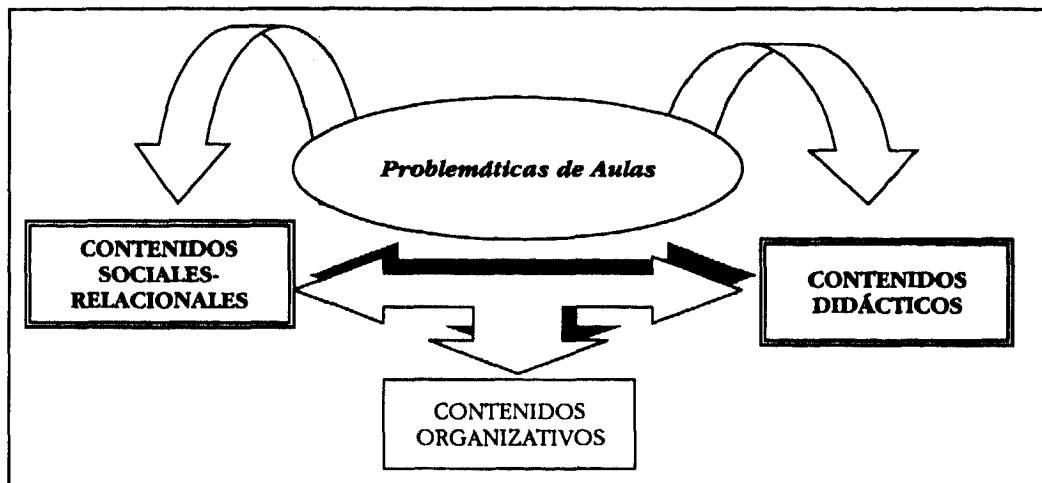 Problemáticas de Aulas
CONTENIDOS
SOCIALES-
RELACIONALES
CONTENIDOS
DIDÁCTICOS
CONTENIDOS
ORGANIZATIVOS